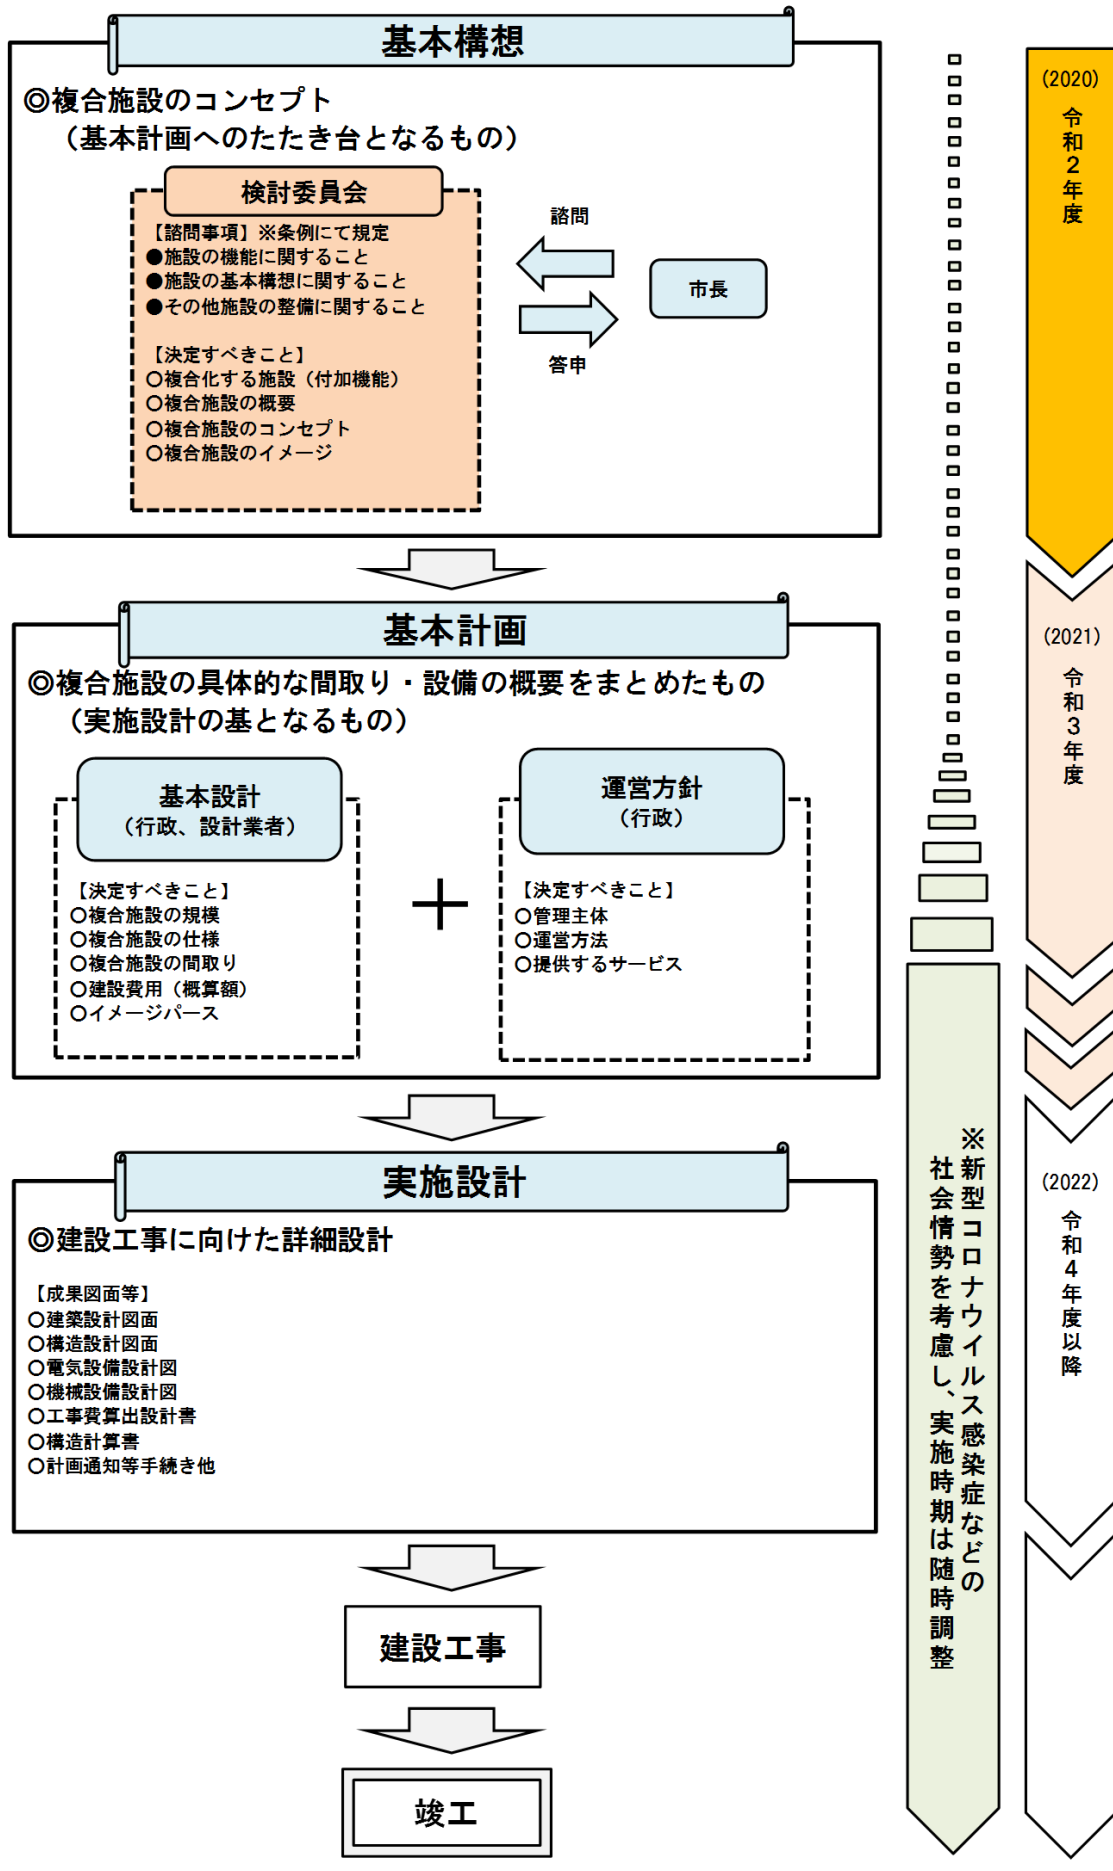 基本構想
◎複合施設のコンセプト
（基本計画へのたたき台となるもの）
検討委員会
【諮問事項】※条例にて規定
●施設の機能に関すること
●施設の基本構想に関すること
●その他施設の整備に関すること
【決定すべきこと】
○複合化する施設（付加機能）
○複合施設の概要
○複合施設のコンセプト
○複合施設のイメージ
諮問
市長
答申
基本計画
◎複合施設の具体的な間取り・設備の概要をまとめたもの
（実施設計の基となるもの）
基本設計
（行政、設計業者）
【決定すべきこと】
○複合施設の規模
○複合施設の仕様
○複合施設の間取り
○建設費用（概算額）
○イメージパース
＋
運営方針
（行政）
【決定すべきこと】
○管理主体
○運営方法
○提供するサービス
実施設計
◎建設工事に向けた詳細設計
【成果図面等】
○建築設計図面
○構造設計図面
○電気設備設計図
○機械設備設計図
○工事費算出設計書
○構造計算書
○計画通知等手続き他
建設工事
竣工
※新型コロナウイルス感染症などの
社会情勢を考慮し、実施時期は随時調整
(2020)
令和2年度
(2021)
令和3年度
(2022)
令和4年度以降